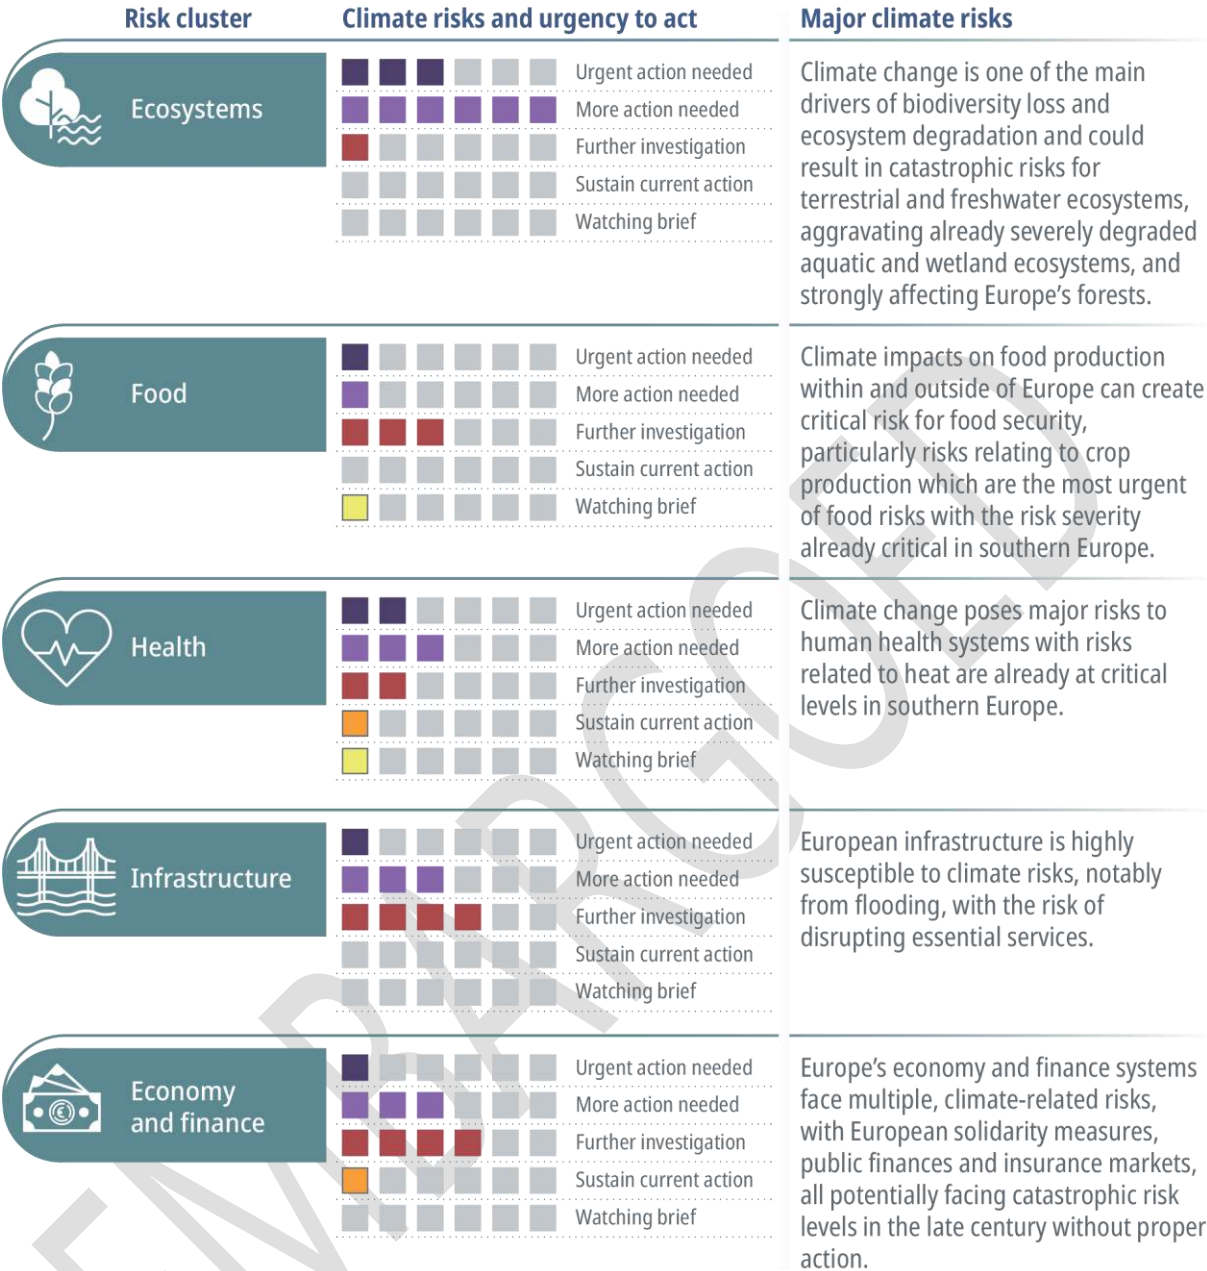 Risk cluster
Climate risks and urgency to act
Major climate risks
Ecosystems
Urgent action needed
More action needed
Further investigation
Sustain current action
Watching brief
Climate change is one of the main
drivers of biodiversity loss and
ecosystem degradation and could
result in catastrophic risks for
terrestrial and freshwater ecosystems,
aggravating already severely degraded
aquatic and wetland ecosystems, and
strongly affecting Europe's forests.
Food
Urgent action needed
More action needed
Further investigation
Sustain current action
Watching brief
Climate impacts on food production
within and outside of Europe can create
critical risk for food security,
particularly risks relating to crop
production which are the most urgent
of food risks with the risk severity
already critical in southern Europe.
Health
Urgent action needed
More action needed
Further investigation
Sustain current action
Watching brief
Climate change poses major risks to
human health systems with risks
related to heat are already at critical
levels in southern Europe.
Infrastructure
Urgent action needed
More action needed
Further investigation
Sustain current action
Watching brief
European infrastructure is highly
susceptible to climate risks, notably
from flooding, with the risk of
disrupting essential services.
Economy
and finance
Urgent action needed
More action needed
Further investigation
Sustain current action
Watching brief
Europe's economy and finance systems
face multiple, climate-related risks,
with European solidarity measures,
public finances and insurance markets,
all potentially facing catastrophic risk
levels in the late century without proper
action.
EMBARGOED